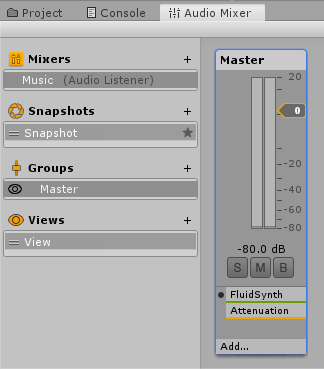 Project Console Audio Mixer
Mixers +
Music (Audio Listener)
Snapshots +
Snapshot
Groups +
Master
Views +
View
Master
20
0
-20
-40
-60
-80
-80.0 dB
S M B
FluidSynth
Attenuation
Add...